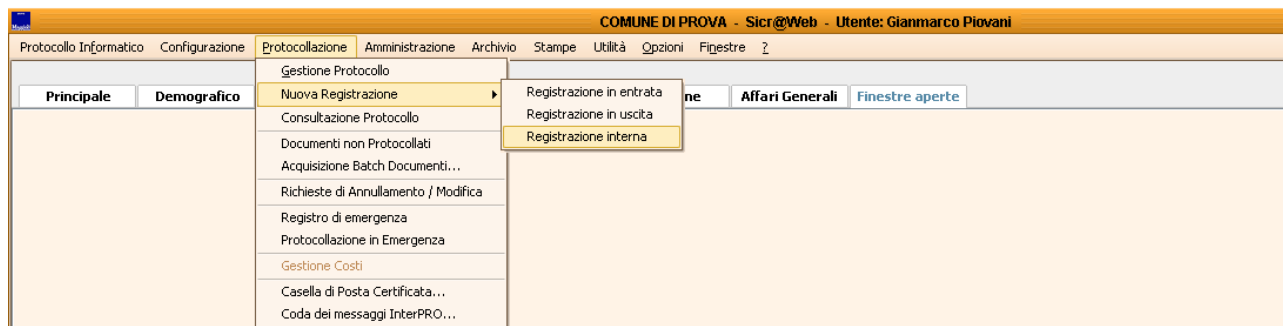 COMUNE DI PROVA - Sicr@Web - Utente: Gianmarco Piovani
Protocollo Informatico Configurazione Protocollazione Amministrazione Archivio Stampe Utilità Opzioni Finestre ?
Gestione Protocollo
Principale Demografico Nuova Registrazione Registrazione in entrata ne Affari Generali Finestre aperte
Consultazione Protocollo Registrazione in uscita
Documenti non Protocollati Registrazione interna
Acquisizione Batch Documenti...
Richieste di Annullamento / Modifica
Registro di emergenza
Protocollazione in Emergenza
Gestione Costi
Casella di Posta Certificata...
Coda dei messaggi InterPRO...